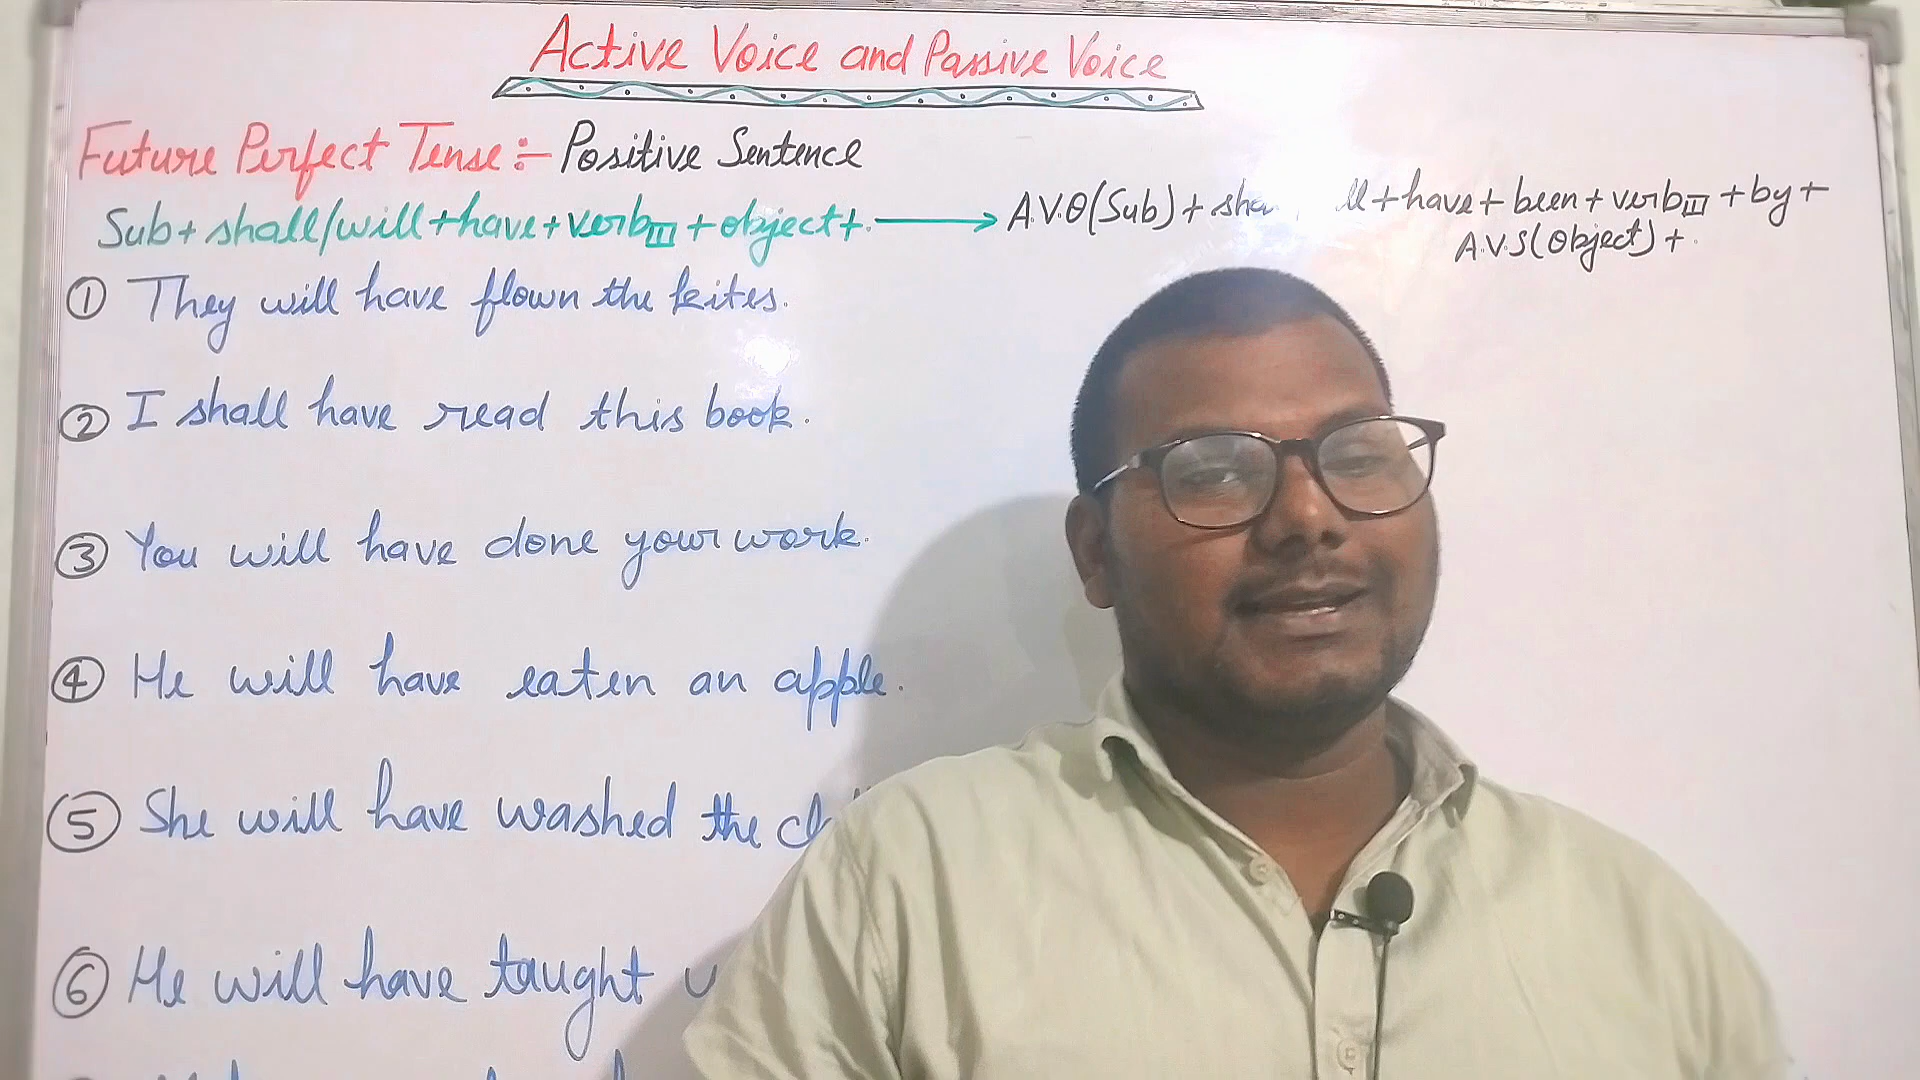 Active Voice and Passive Voice
Future Perfect Tense :- Positive Sentence
Sub + shall/will + have + verb III + object + . → A.V.O(Sub) + ll + have + been + verb III + by +
A.V.S(Object) + .
① They will have flown the kites.
② I shall have read this book.
③ You will have done your work.
④ He will have eaten an apple.
⑤ She will have washed the
⑥ He will have taught